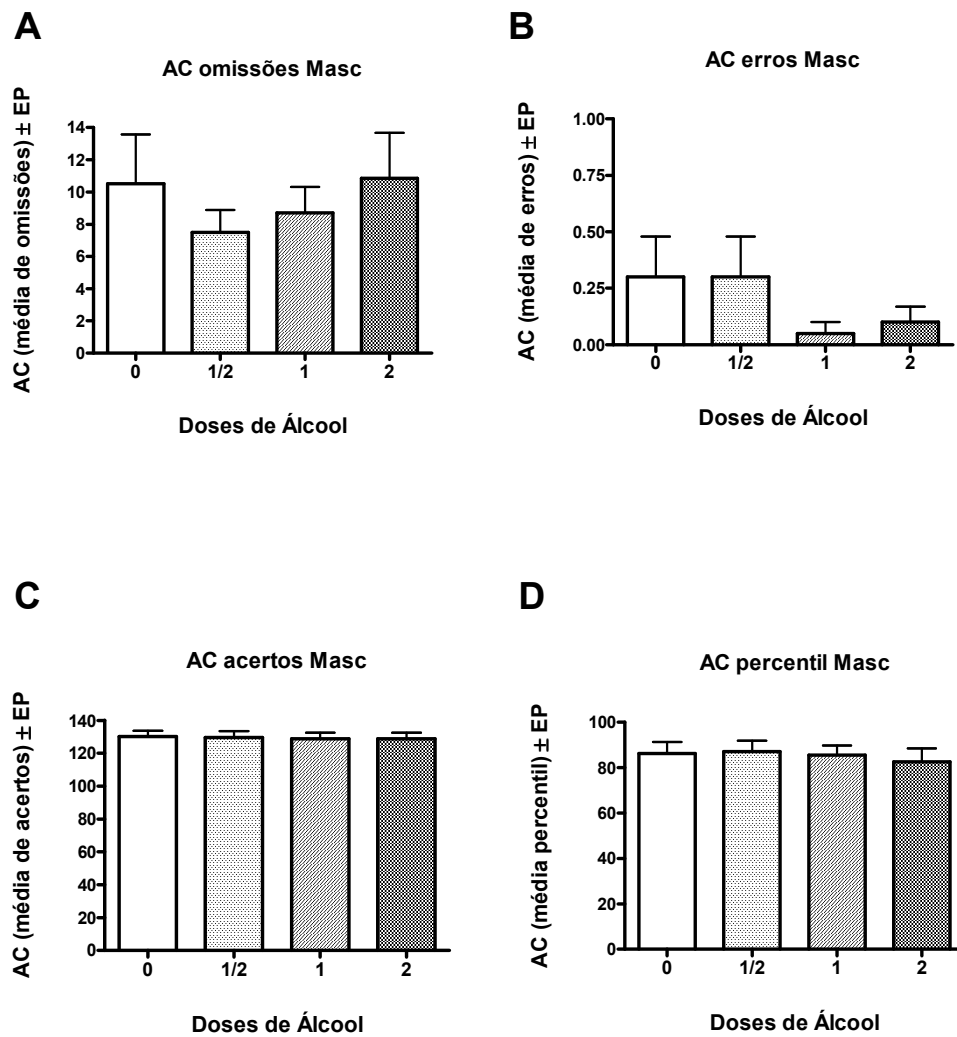 A
AC omissões Masc
AC (média de omissões) ± EP
14
12
10
8
6
4
2
0
0 1/2 1 2
Doses de Álcool
B
AC erros Masc
AC (média de erros) ± EP
1.00
0.75
0.50
0.25
0.00
0 1/2 1 2
Doses de Álcool
C
AC acertos Masc
AC (média de acertos) ± EP
140
120
100
80
60
40
20
0
0 1/2 1 2
Doses de Álcool
D
AC percentil Masc
AC (média percentil) ± EP
100
80
60
40
20
0
0 1/2 1 2
Doses de Álcool